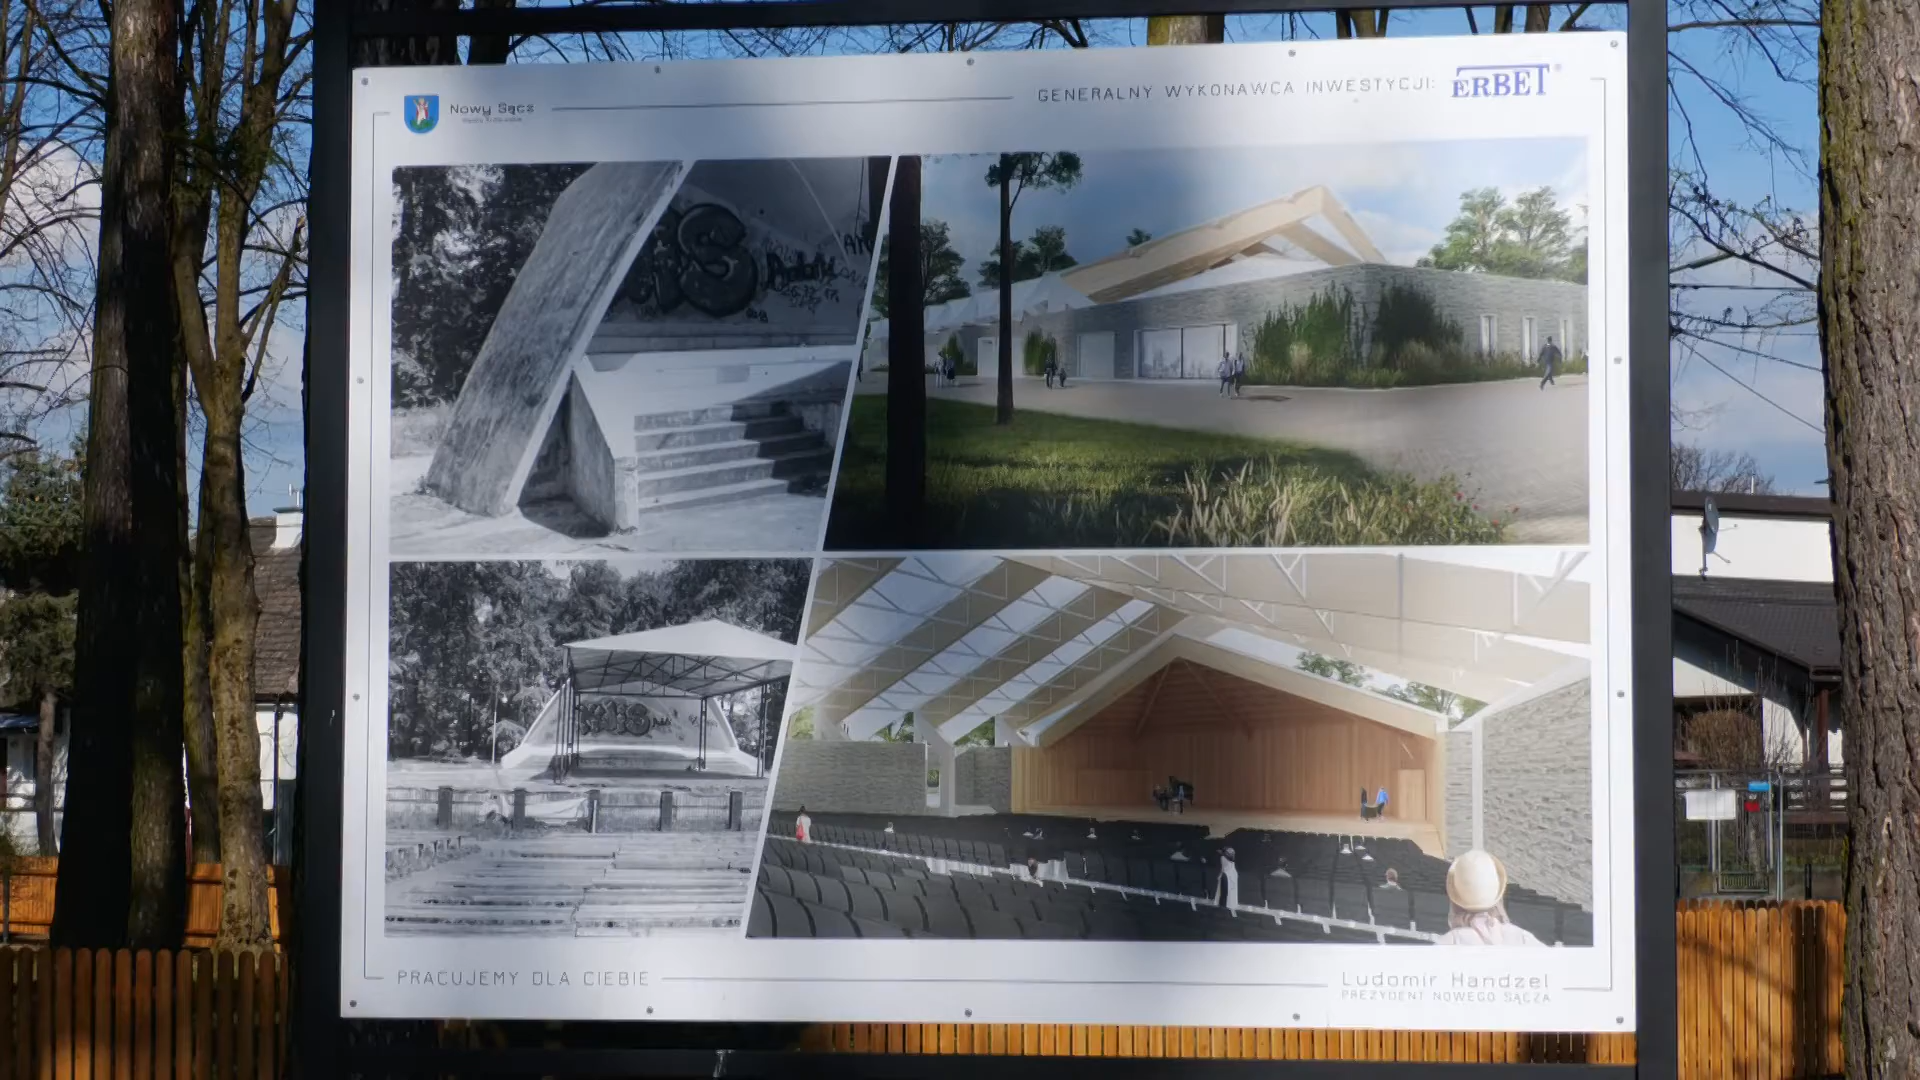 Nowy Sącz
GENERALNY WYKONAWCA INWESTYCJI:
ERBET
PRACUJEMY DLA CIEBIE
Ludomir Handzel
PREZYDENT NOWEGO SĄCZA